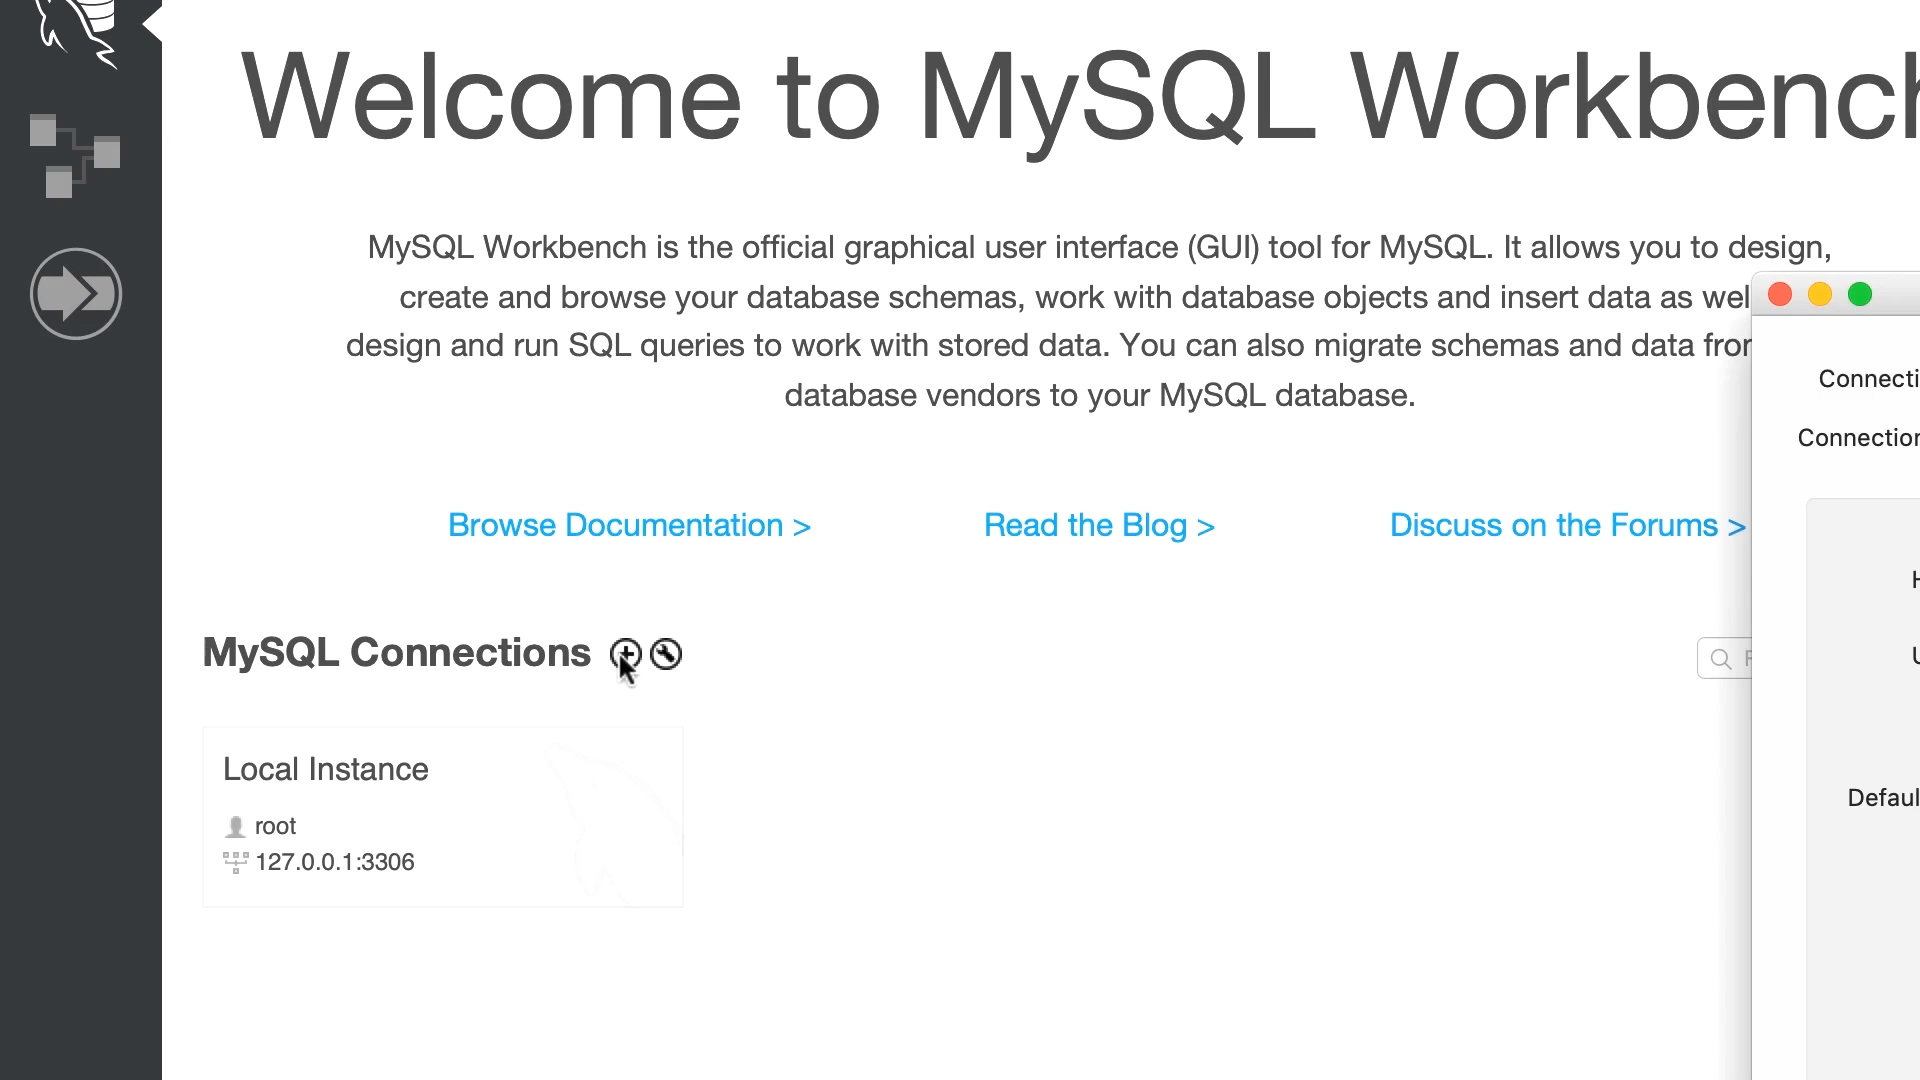 Welcome to MySQL Workbench
MySQL Workbench is the official graphical user interface (GUI) tool for MySQL. It allows you to design,
create and browse your database schemas, work with database objects and insert data as wel
design and run SQL queries to work with stored data. You can also migrate schemas and data from
database vendors to your MySQL database.
Browse Documentation >
Read the Blog >
Discuss on the Forums >
MySQL Connections
Local Instance
root
127.0.0.1:3306
Connecti
Connection
H
U
Defaul